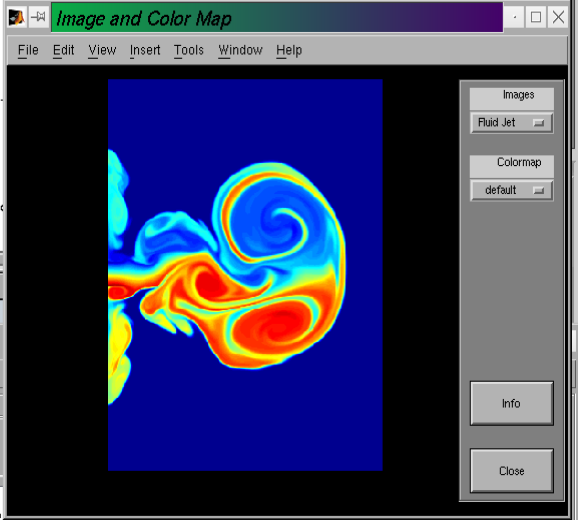 Image and Color Map
File Edit View Insert Tools Window Help
Images
Fluid Jet
Colormap
default
Info
Close